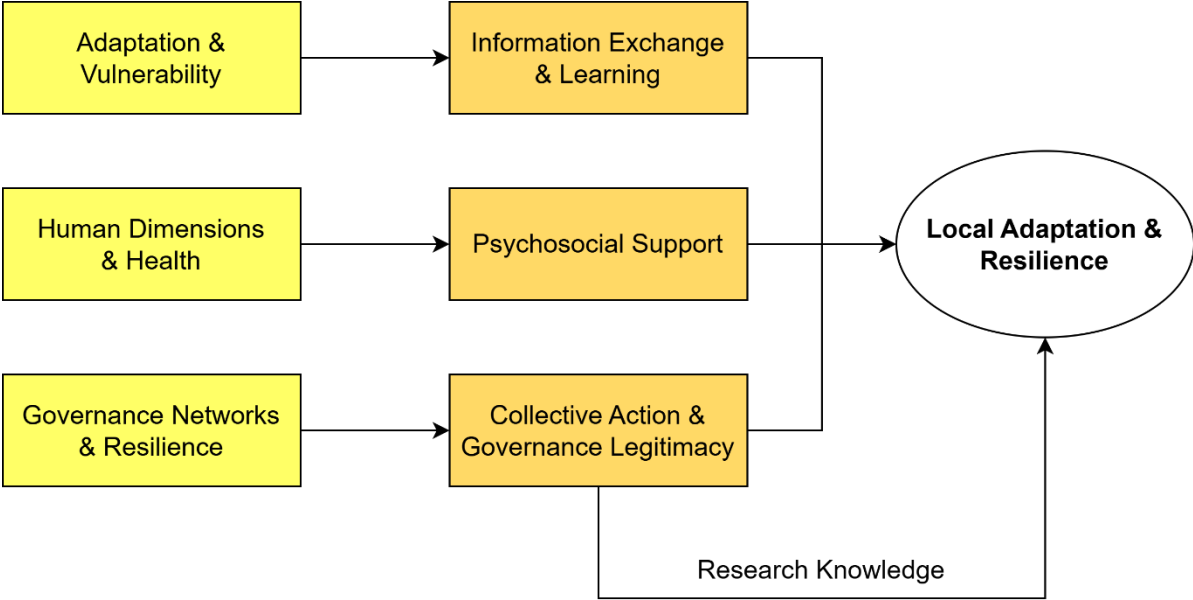 Adaptation &
Vulnerability
Information Exchange
& Learning
Human Dimensions
& Health
Psychosocial Support
Local Adaptation &
Resilience
Governance Networks
& Resilience
Collective Action &
Governance Legitimacy
Research Knowledge